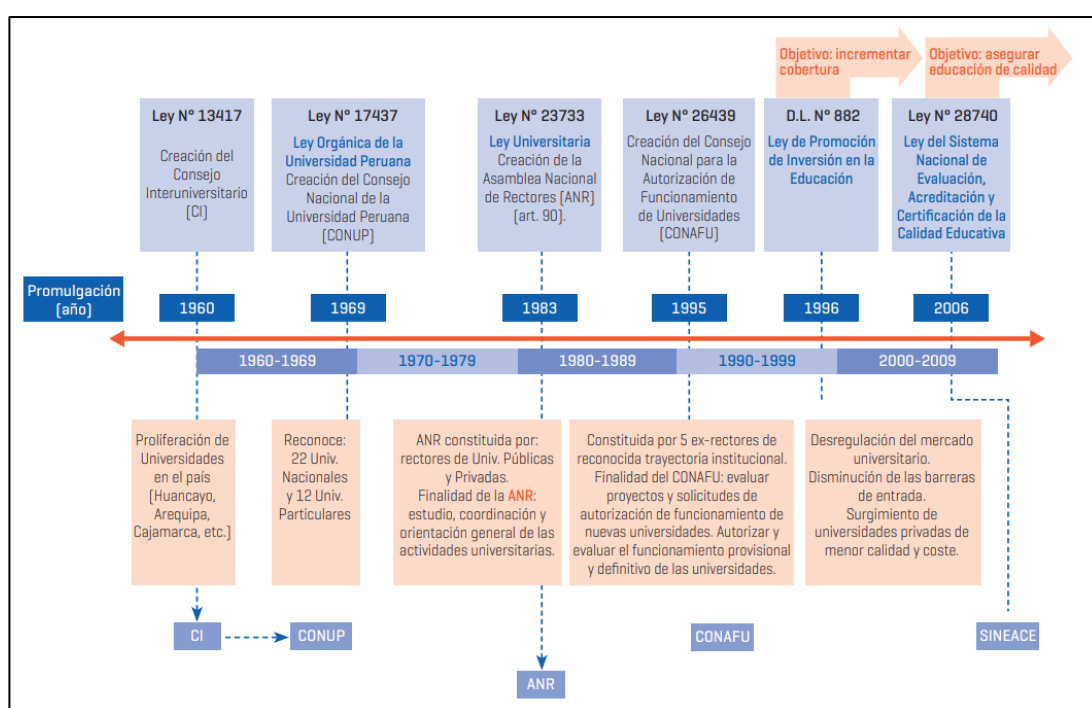 Objetivo: incrementar
cobertura
Objetivo: asegurar
educación de calidad
Ley N° 13417
Creación del
Consejo
Interuniversitario
[CI]
Ley N° 17437
Ley Orgánica de la
Universidad Peruana
Creación del Consejo
Nacional de la
Universidad Peruana
[CONUP]
Ley N° 23733
Ley Universitaria
Creación de la
Asamblea Nacional
de Rectores [ANR]
[art. 90].
Ley N° 26439
Creación del Consejo
Nacional para la
Autorización de
Funcionamiento
de Universidades
[CONAFU]
D.L. N° 882
Ley de Promoción
de Inversión en la
Educación
Ley N° 28740
Ley del Sistema
Nacional de
Evaluación,
Acreditación y
Certificación de la
Calidad Educativa
Promulgación
[año]
1960
1969
1983
1995
1996
2006
1960-1969
1970-1979
1980-1989
1990-1999
2000-2009
Proliferación de
Universidades
en el país
[Huancayo,
Arequipa,
Cajamarca, etc.]
Reconoce:
22 Univ.
Nacionales
y 12 Univ.
Particulares
ANR constituida por:
rectores de Univ. Públicas
y Privadas.
Finalidad de la ANR:
estudio, coordinación y
orientación general de las
actividades universitarias.
Constituida por 5 ex-rectores de
reconocida trayectoria institucional.
Finalidad del CONAFU: evaluar
proyectos y solicitudes de
autorización de funcionamiento de
nuevas universidades. Autorizar y
evaluar el funcionamiento provisional
y definitivo de las universidades.
Desregulación del mercado
universitario.
Disminución de las barreras
de entrada.
Surgimiento de
universidades privadas de
menor calidad y coste.
CI
CONUP
CONAFU
SINEACE
ANR